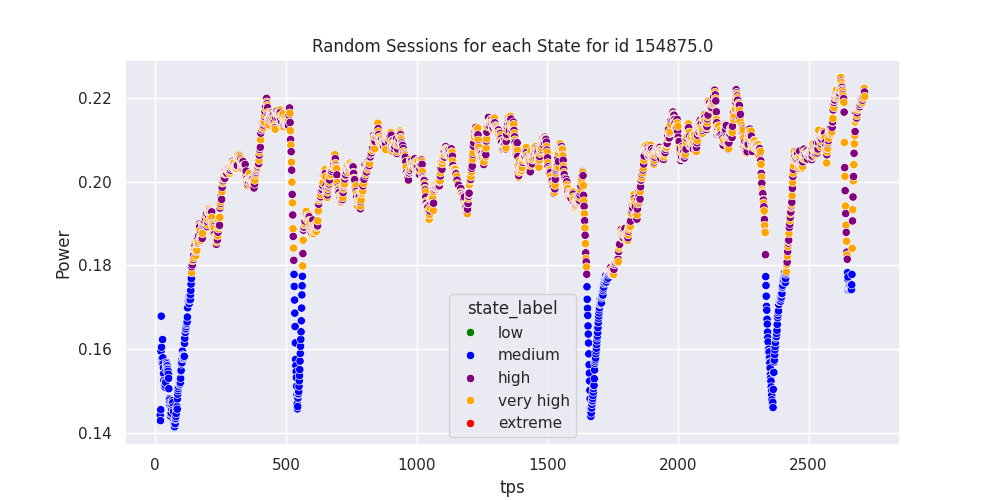 Random Sessions for each State for id 154875.0
Power
0.22
0.20
0.18
0.16
0.14
state_label
low
medium
high
very high
extreme
0
500
1000
1500
2000
2500
tps